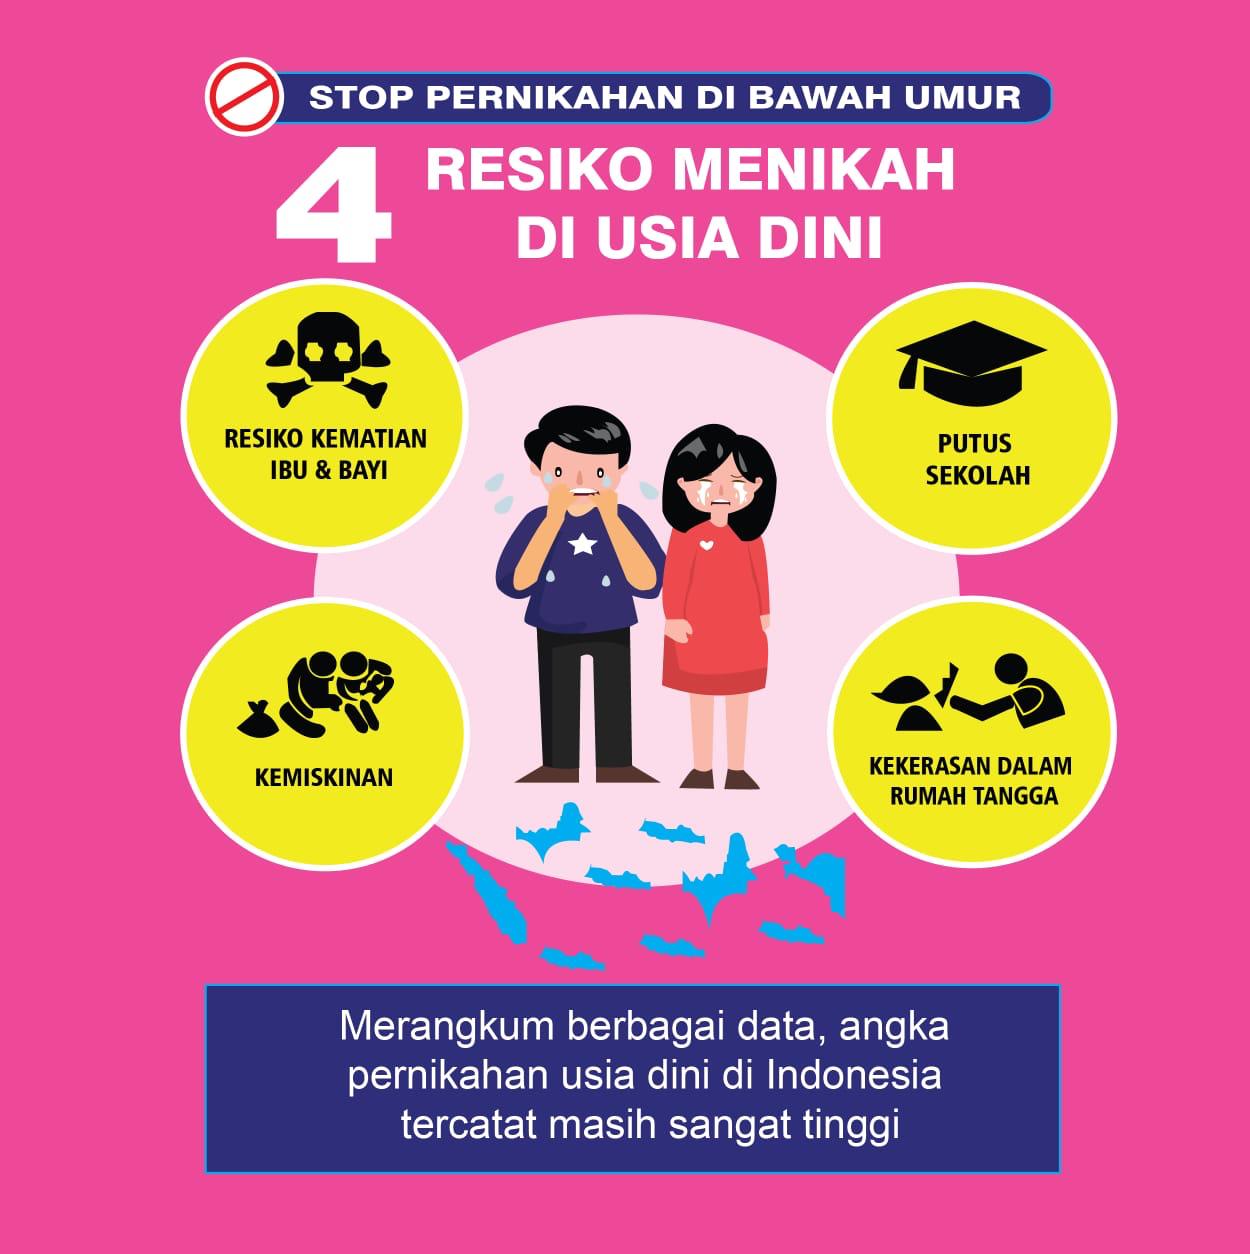 STOP PERNIKAHAN DI BAWAH UMUR
4 RESIKO MENIKAH
DI USIA DINI
RESIKO KEMATIAN
IBU & BAYI
PUTUS
SEKOLAH
KEMISKINAN
KEKERASAN DALAM
RUMAH TANGGA
Merangkum berbagai data, angka
pernikahan usia dini di Indonesia
tercatat masih sangat tinggi